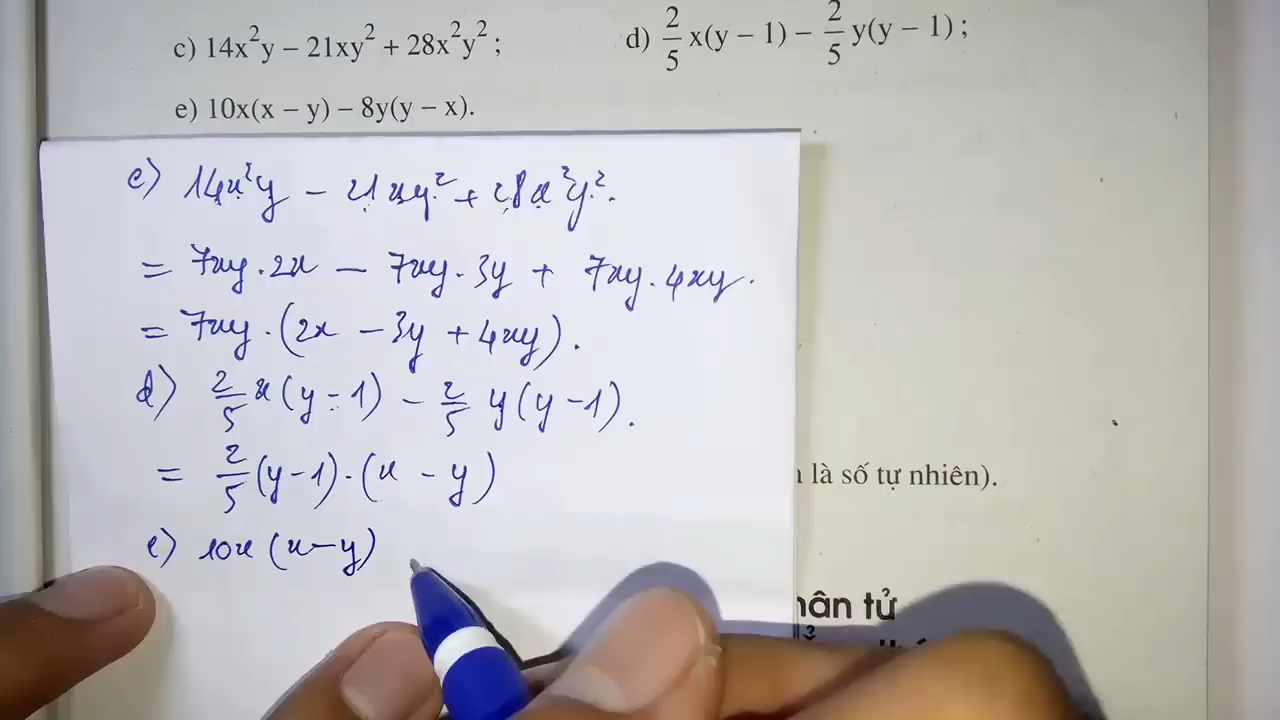 c) 14x²y − 21xy² + 28x²y² ;
d) 2/5 x(y − 1) − 2/5 y(y − 1) ;
e) 10x(x − y) − 8y(y − x).
c) 14x²y − 21xy² + 28x²y².
= 7xy . 2x − 7xy . 3y + 7xy . 4xy.
= 7xy . (2x − 3y + 4xy).
d) 2/5 x(y − 1) − 2/5 y(y − 1).
= 2/5 (y − 1) . (x − y)
e) 10x (x − y)
là số tự nhiên).
ân tử